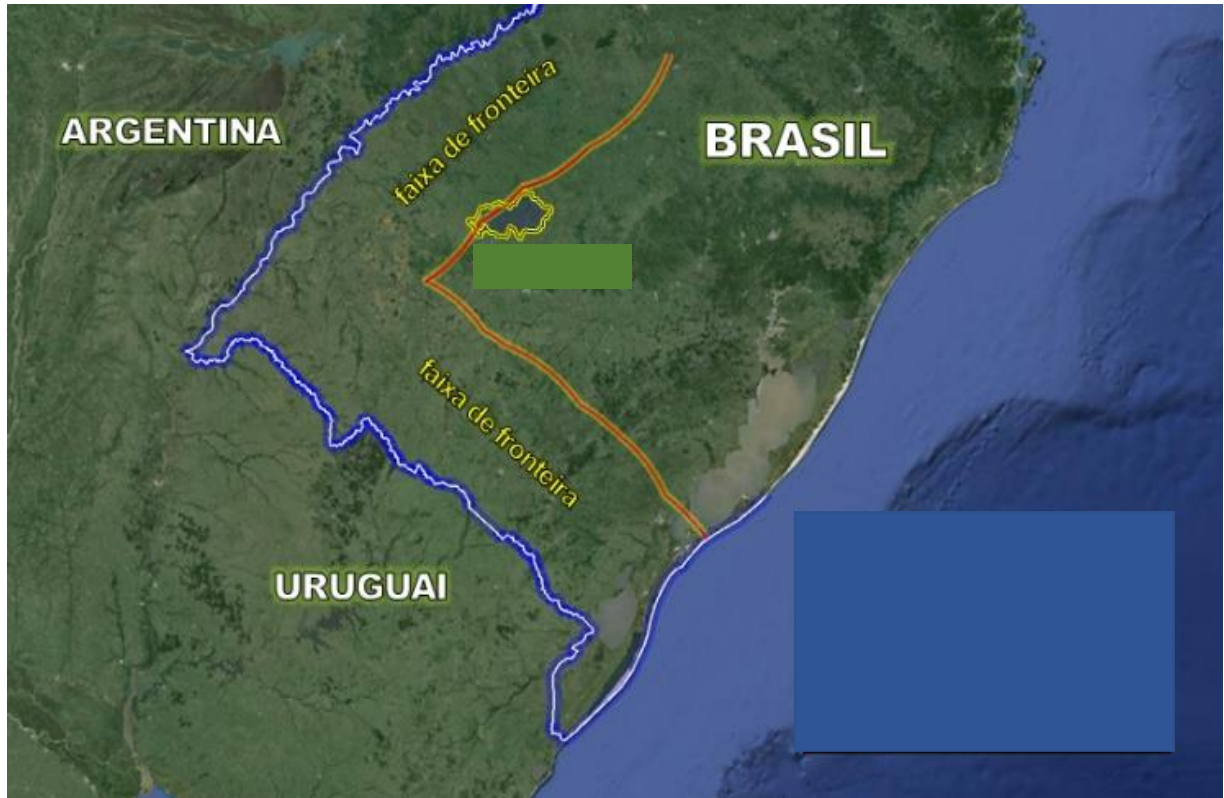 faixa de fronteira
ARGENTINA
BRASIL
faixa de fronteira
URUGUAI